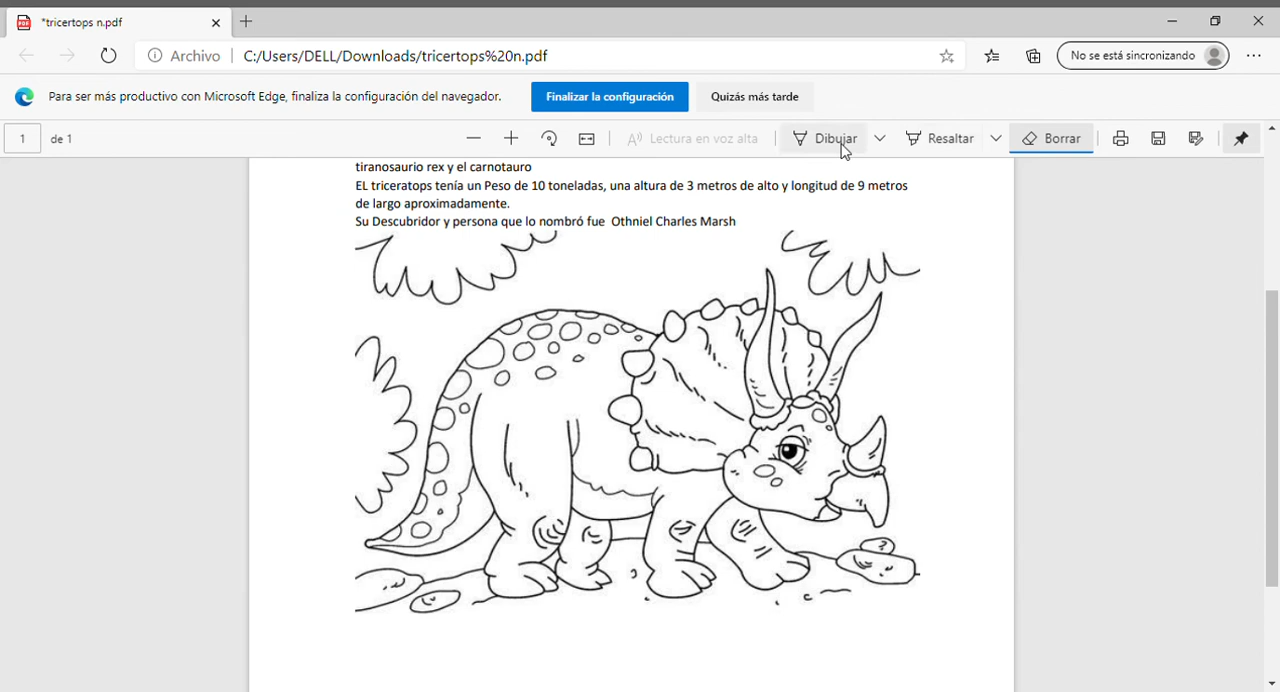 *tricertops n.pdf
Archivo C:/Users/DELL/Downloads/tricertops%20n.pdf No se está sincronizando
Para ser más productivo con Microsoft Edge, finaliza la configuración del navegador. Finalizar la configuración Quizás más tarde
1 de 1 Lectura en voz alta Dibujar Resaltar Borrar
tiranosaurio rex y el carnotauro
EL triceratops tenía un Peso de 10 toneladas, una altura de 3 metros de alto y longitud de 9 metros
de largo aproximadamente.
Su Descubridor y persona que lo nombró fue Othniel Charles Marsh